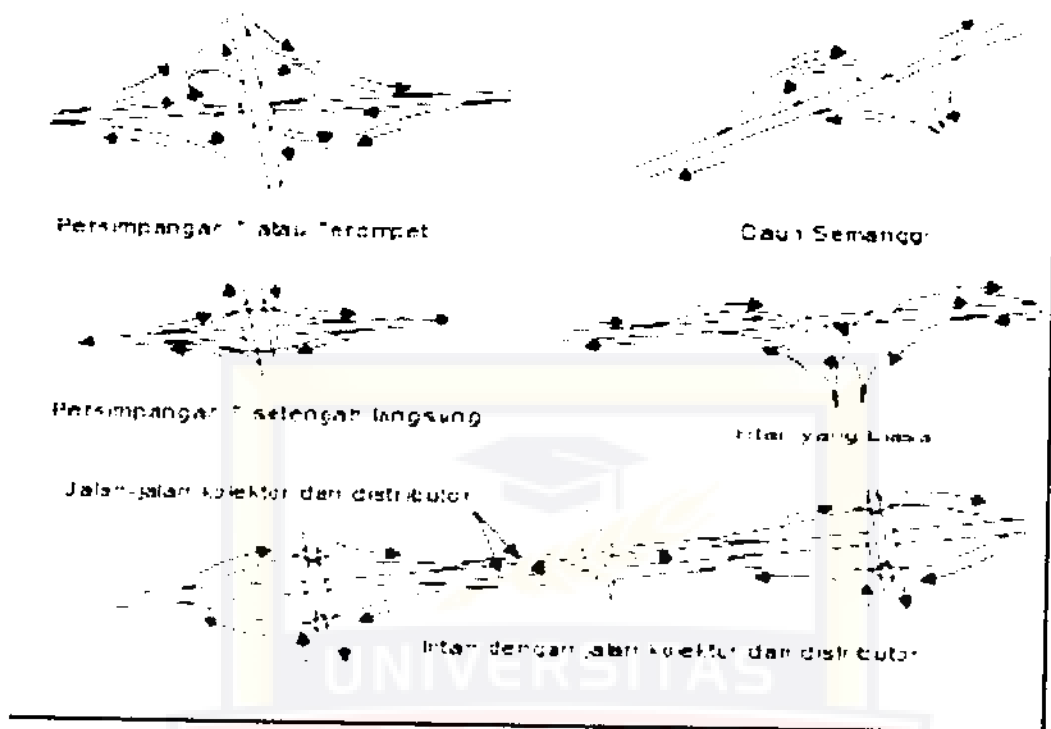 Persimpangan T atau Terompet
Daun Semanggi
Persimpangan T setengah langsung
Intan yang biasa
Jalan-jalan kolektor dan distributor
Intan dengan jalan kolektor dan distributor
UNIVERSITAS